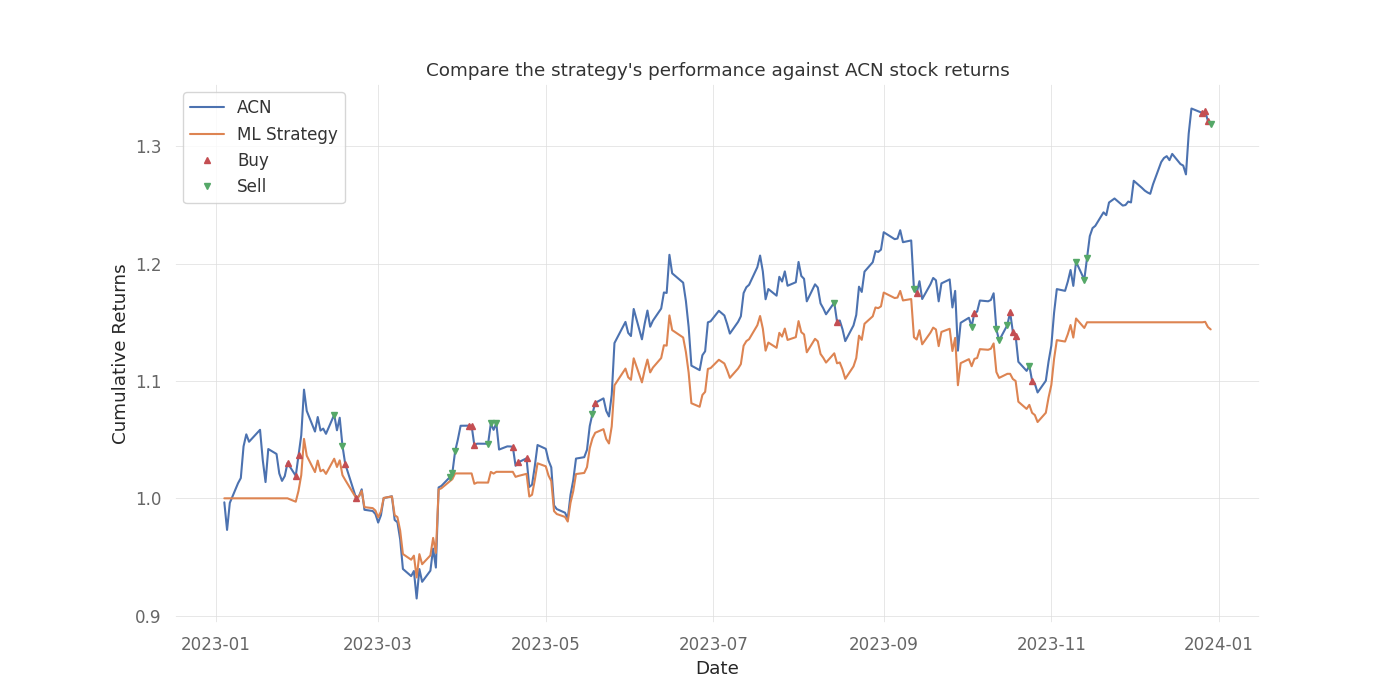 Compare the strategy's performance against ACN stock returns
ACN
ML Strategy
Buy
Sell
Cumulative Returns
1.3
1.2
1.1
1.0
0.9
2023-01
2023-03
2023-05
2023-07
2023-09
2023-11
2024-01
Date